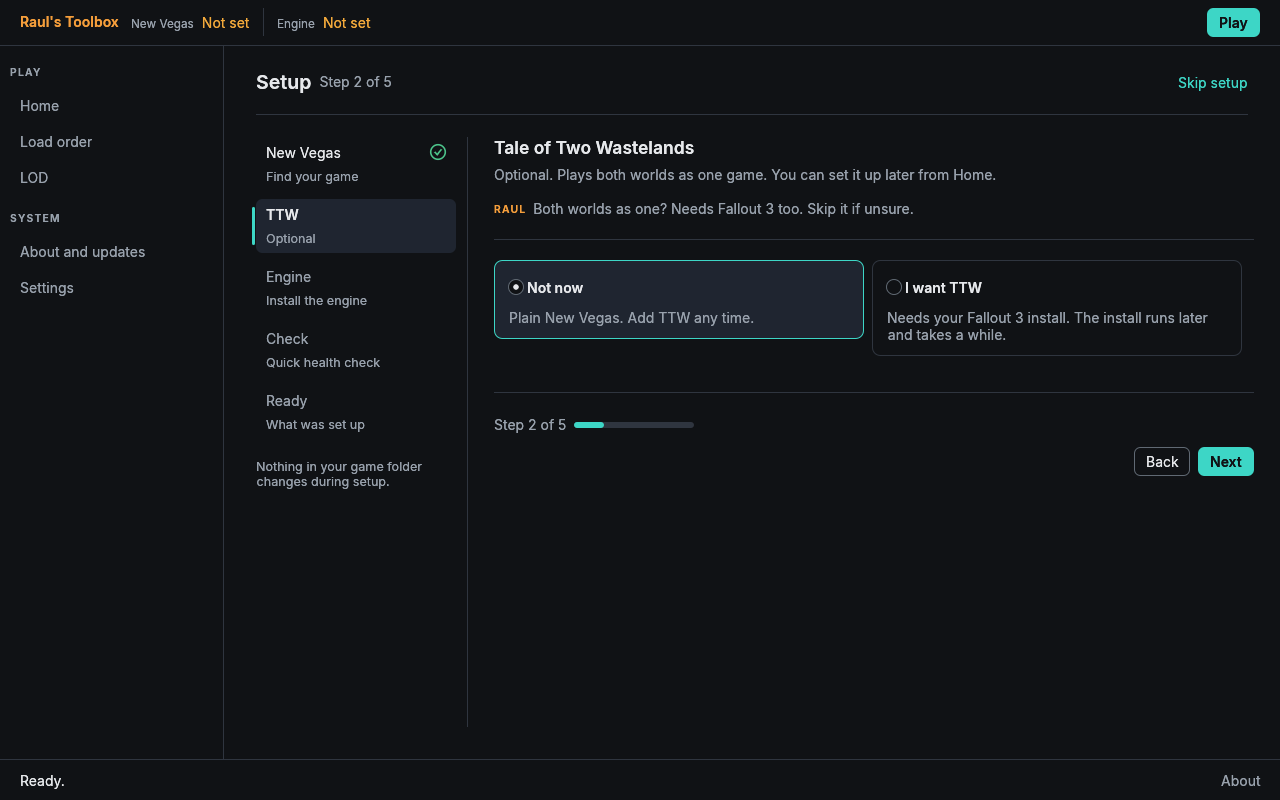 Raul's Toolbox New Vegas Not set Engine Not set Play
PLAY
Home
Load order
LOD
SYSTEM
About and updates
Settings
Setup Step 2 of 5 Skip setup
New Vegas
Find your game
TTW
Optional
Engine
Install the engine
Check
Quick health check
Ready
What was set up
Nothing in your game folder
changes during setup.
Tale of Two Wastelands
Optional. Plays both worlds as one game. You can set it up later from Home.
RAUL Both worlds as one? Needs Fallout 3 too. Skip it if unsure.
Not now
Plain New Vegas. Add TTW any time.
I want TTW
Needs your Fallout 3 install. The install runs later
and takes a while.
Step 2 of 5
Back Next
Ready. About